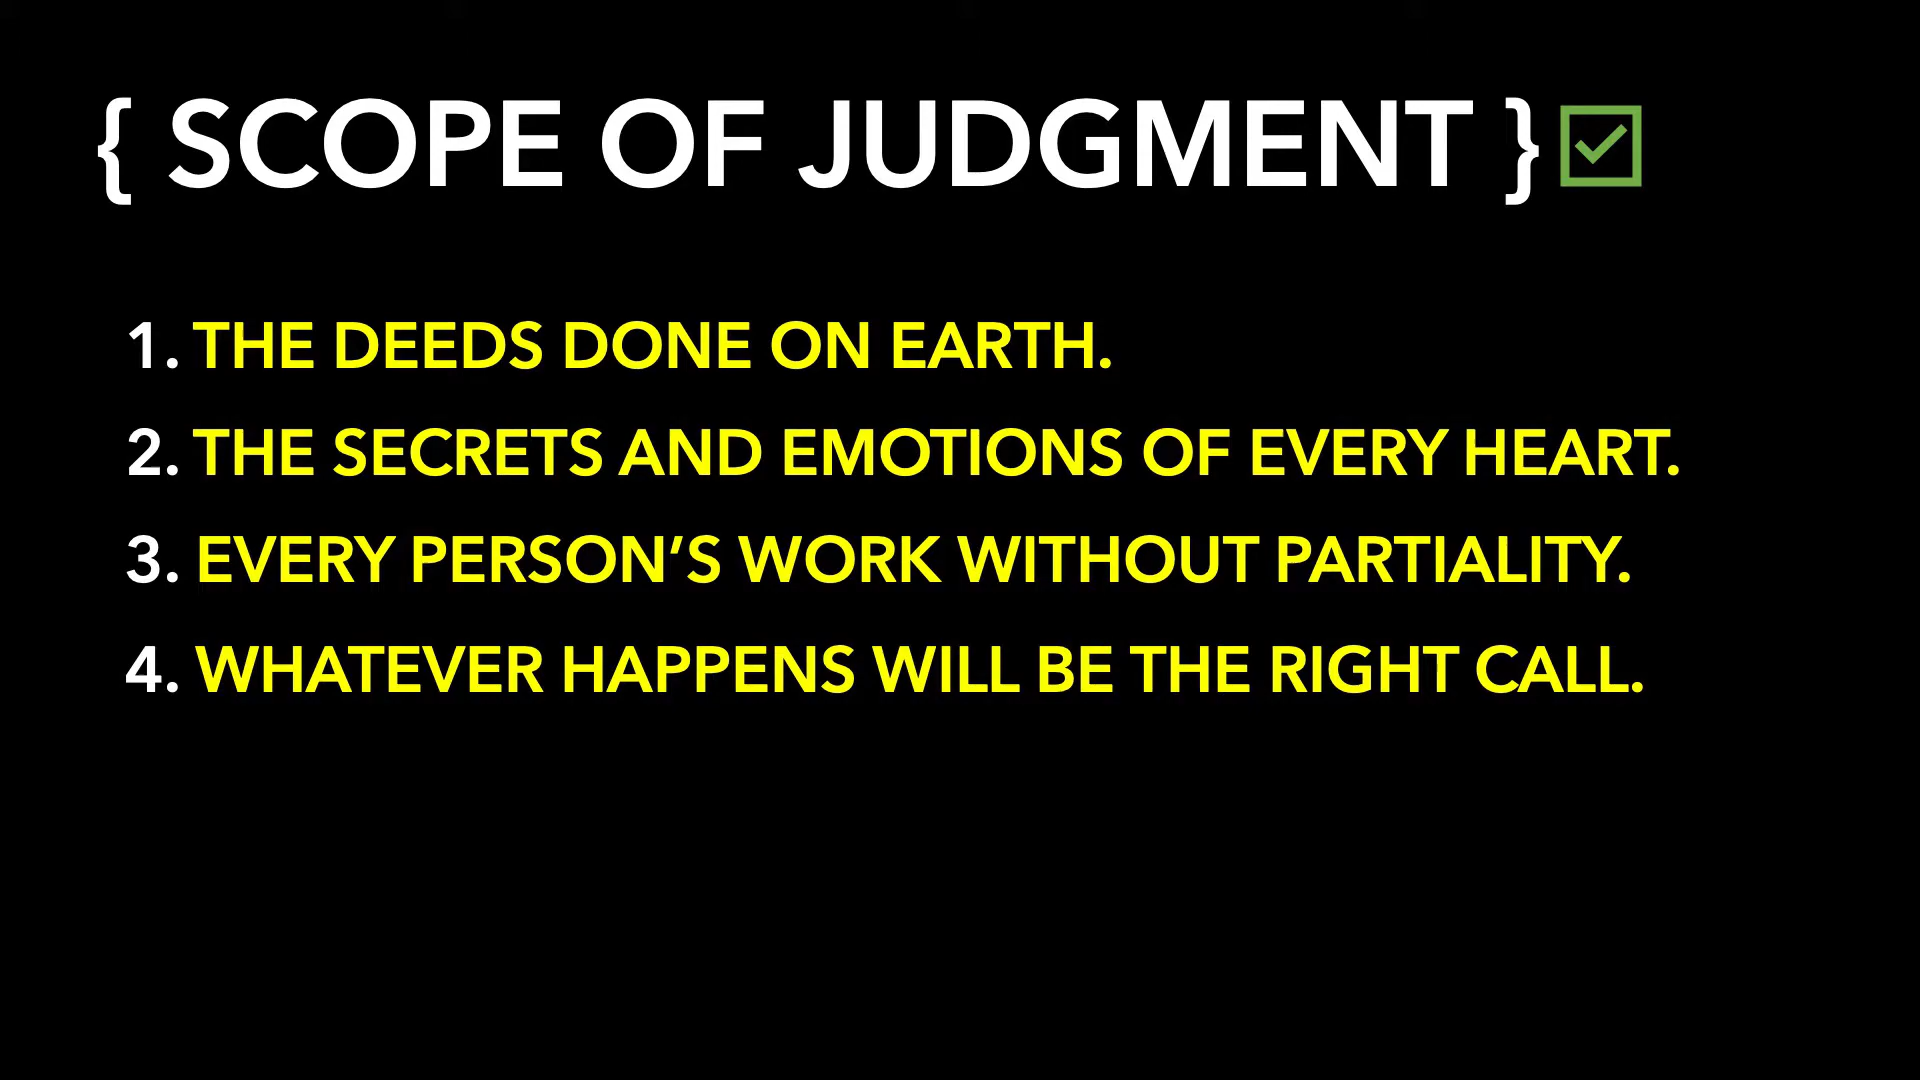 { SCOPE OF JUDGMENT }
1. THE DEEDS DONE ON EARTH.
2. THE SECRETS AND EMOTIONS OF EVERY HEART.
3. EVERY PERSON’S WORK WITHOUT PARTIALITY.
4. WHATEVER HAPPENS WILL BE THE RIGHT CALL.